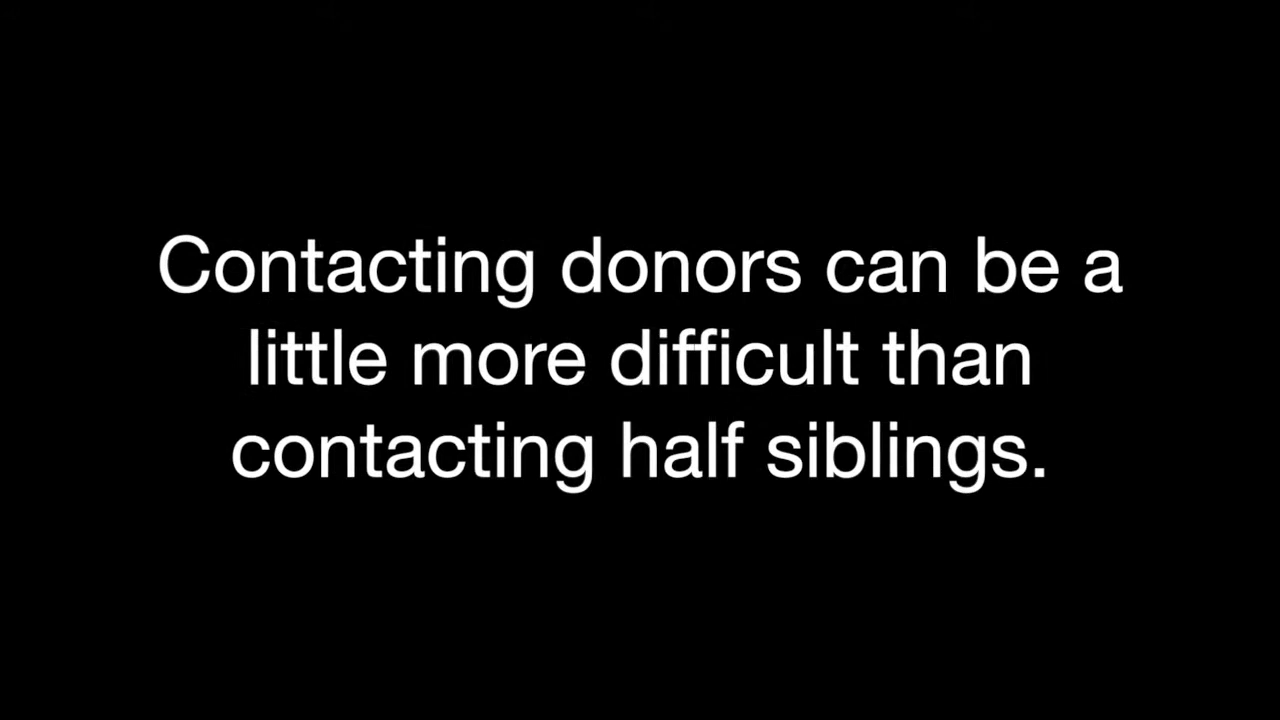 Contacting donors can be a
little more difficult than
contacting half siblings.